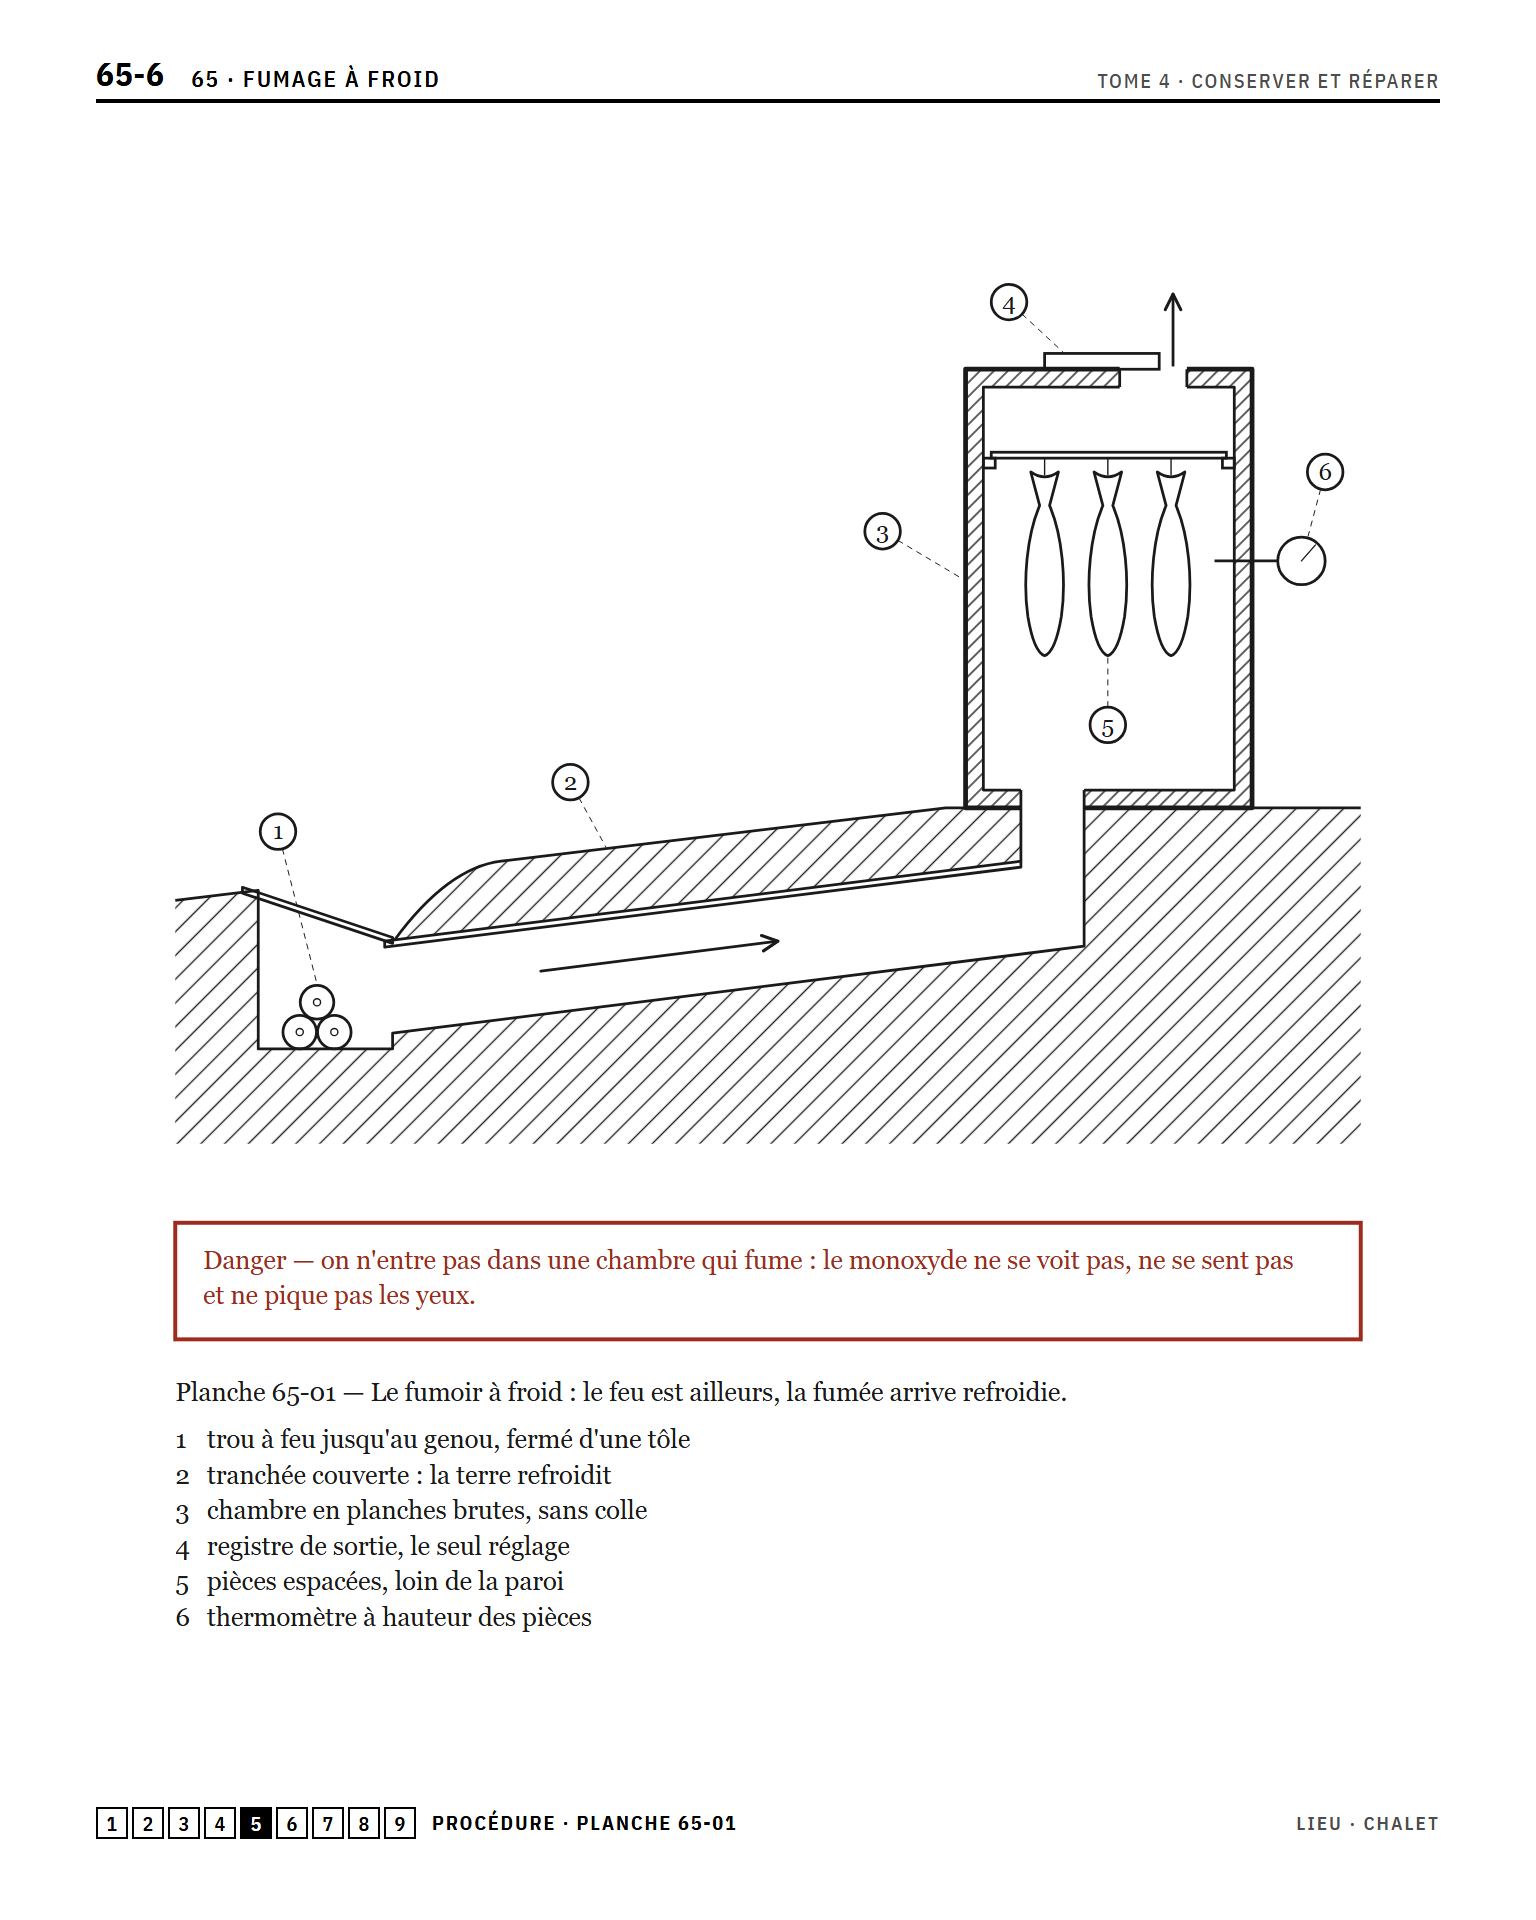 65-6 65 · FUMAGE À FROID TOME 4 · CONSERVER ET RÉPARER
4
6
3
5
2
1
Danger — on n'entre pas dans une chambre qui fume : le monoxyde ne se voit pas, ne se sent pas
et ne pique pas les yeux.
Planche 65-01 — Le fumoir à froid : le feu est ailleurs, la fumée arrive refroidie.
1 trou à feu jusqu'au genou, fermé d'une tôle
2 tranchée couverte : la terre refroidit
3 chambre en planches brutes, sans colle
4 registre de sortie, le seul réglage
5 pièces espacées, loin de la paroi
6 thermomètre à hauteur des pièces
1 2 3 4 5 6 7 8 9 PROCÉDURE · PLANCHE 65-01 LIEU · CHALET